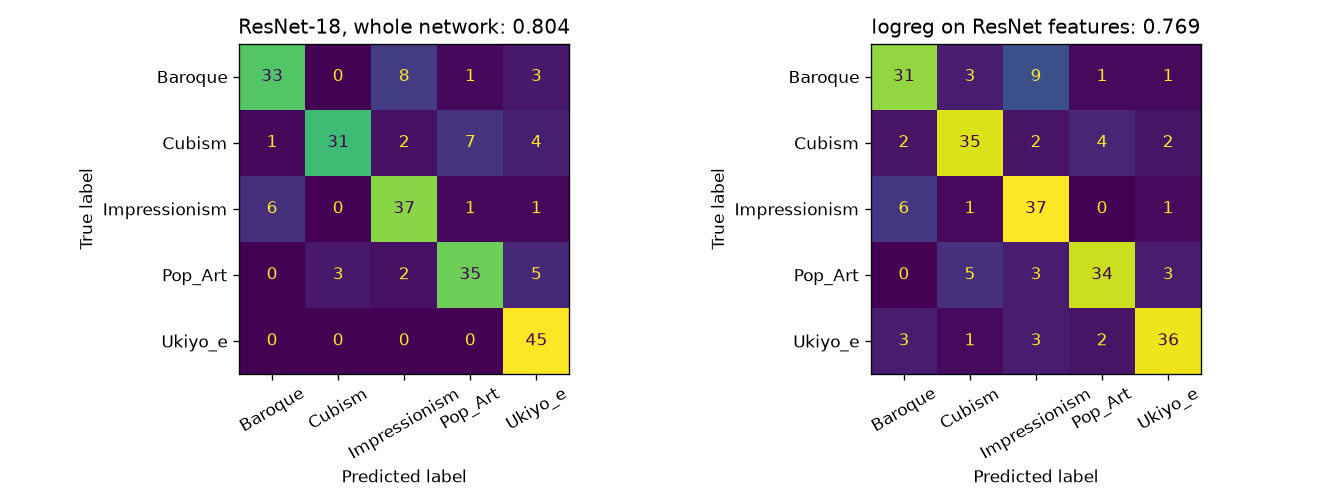 ResNet-18, whole network: 0.804
True label
Baroque 33 0 8 1 3
Cubism 1 31 2 7 4
Impressionism 6 0 37 1 1
Pop_Art 0 3 2 35 5
Ukiyo_e 0 0 0 0 45
Baroque Cubism Impressionism Pop_Art Ukiyo_e
Predicted label
logreg on ResNet features: 0.769
True label
Baroque 31 3 9 1 1
Cubism 2 35 2 4 2
Impressionism 6 1 37 0 1
Pop_Art 0 5 3 34 3
Ukiyo_e 3 1 3 2 36
Baroque Cubism Impressionism Pop_Art Ukiyo_e
Predicted label